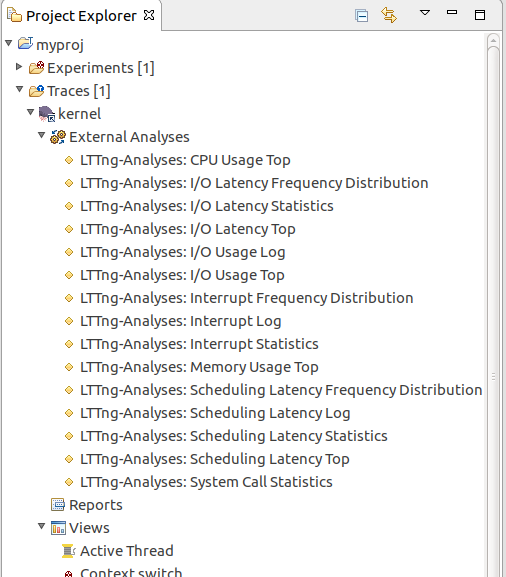 Project Explorer
myproj
Experiments [1]
Traces [1]
kernel
External Analyses
LTTng-Analyses: CPU Usage Top
LTTng-Analyses: I/O Latency Frequency Distribution
LTTng-Analyses: I/O Latency Statistics
LTTng-Analyses: I/O Latency Top
LTTng-Analyses: I/O Usage Log
LTTng-Analyses: I/O Usage Top
LTTng-Analyses: Interrupt Frequency Distribution
LTTng-Analyses: Interrupt Log
LTTng-Analyses: Interrupt Statistics
LTTng-Analyses: Memory Usage Top
LTTng-Analyses: Scheduling Latency Frequency Distribution
LTTng-Analyses: Scheduling Latency Log
LTTng-Analyses: Scheduling Latency Statistics
LTTng-Analyses: Scheduling Latency Top
LTTng-Analyses: System Call Statistics
Reports
Views
Active Thread
Context switch